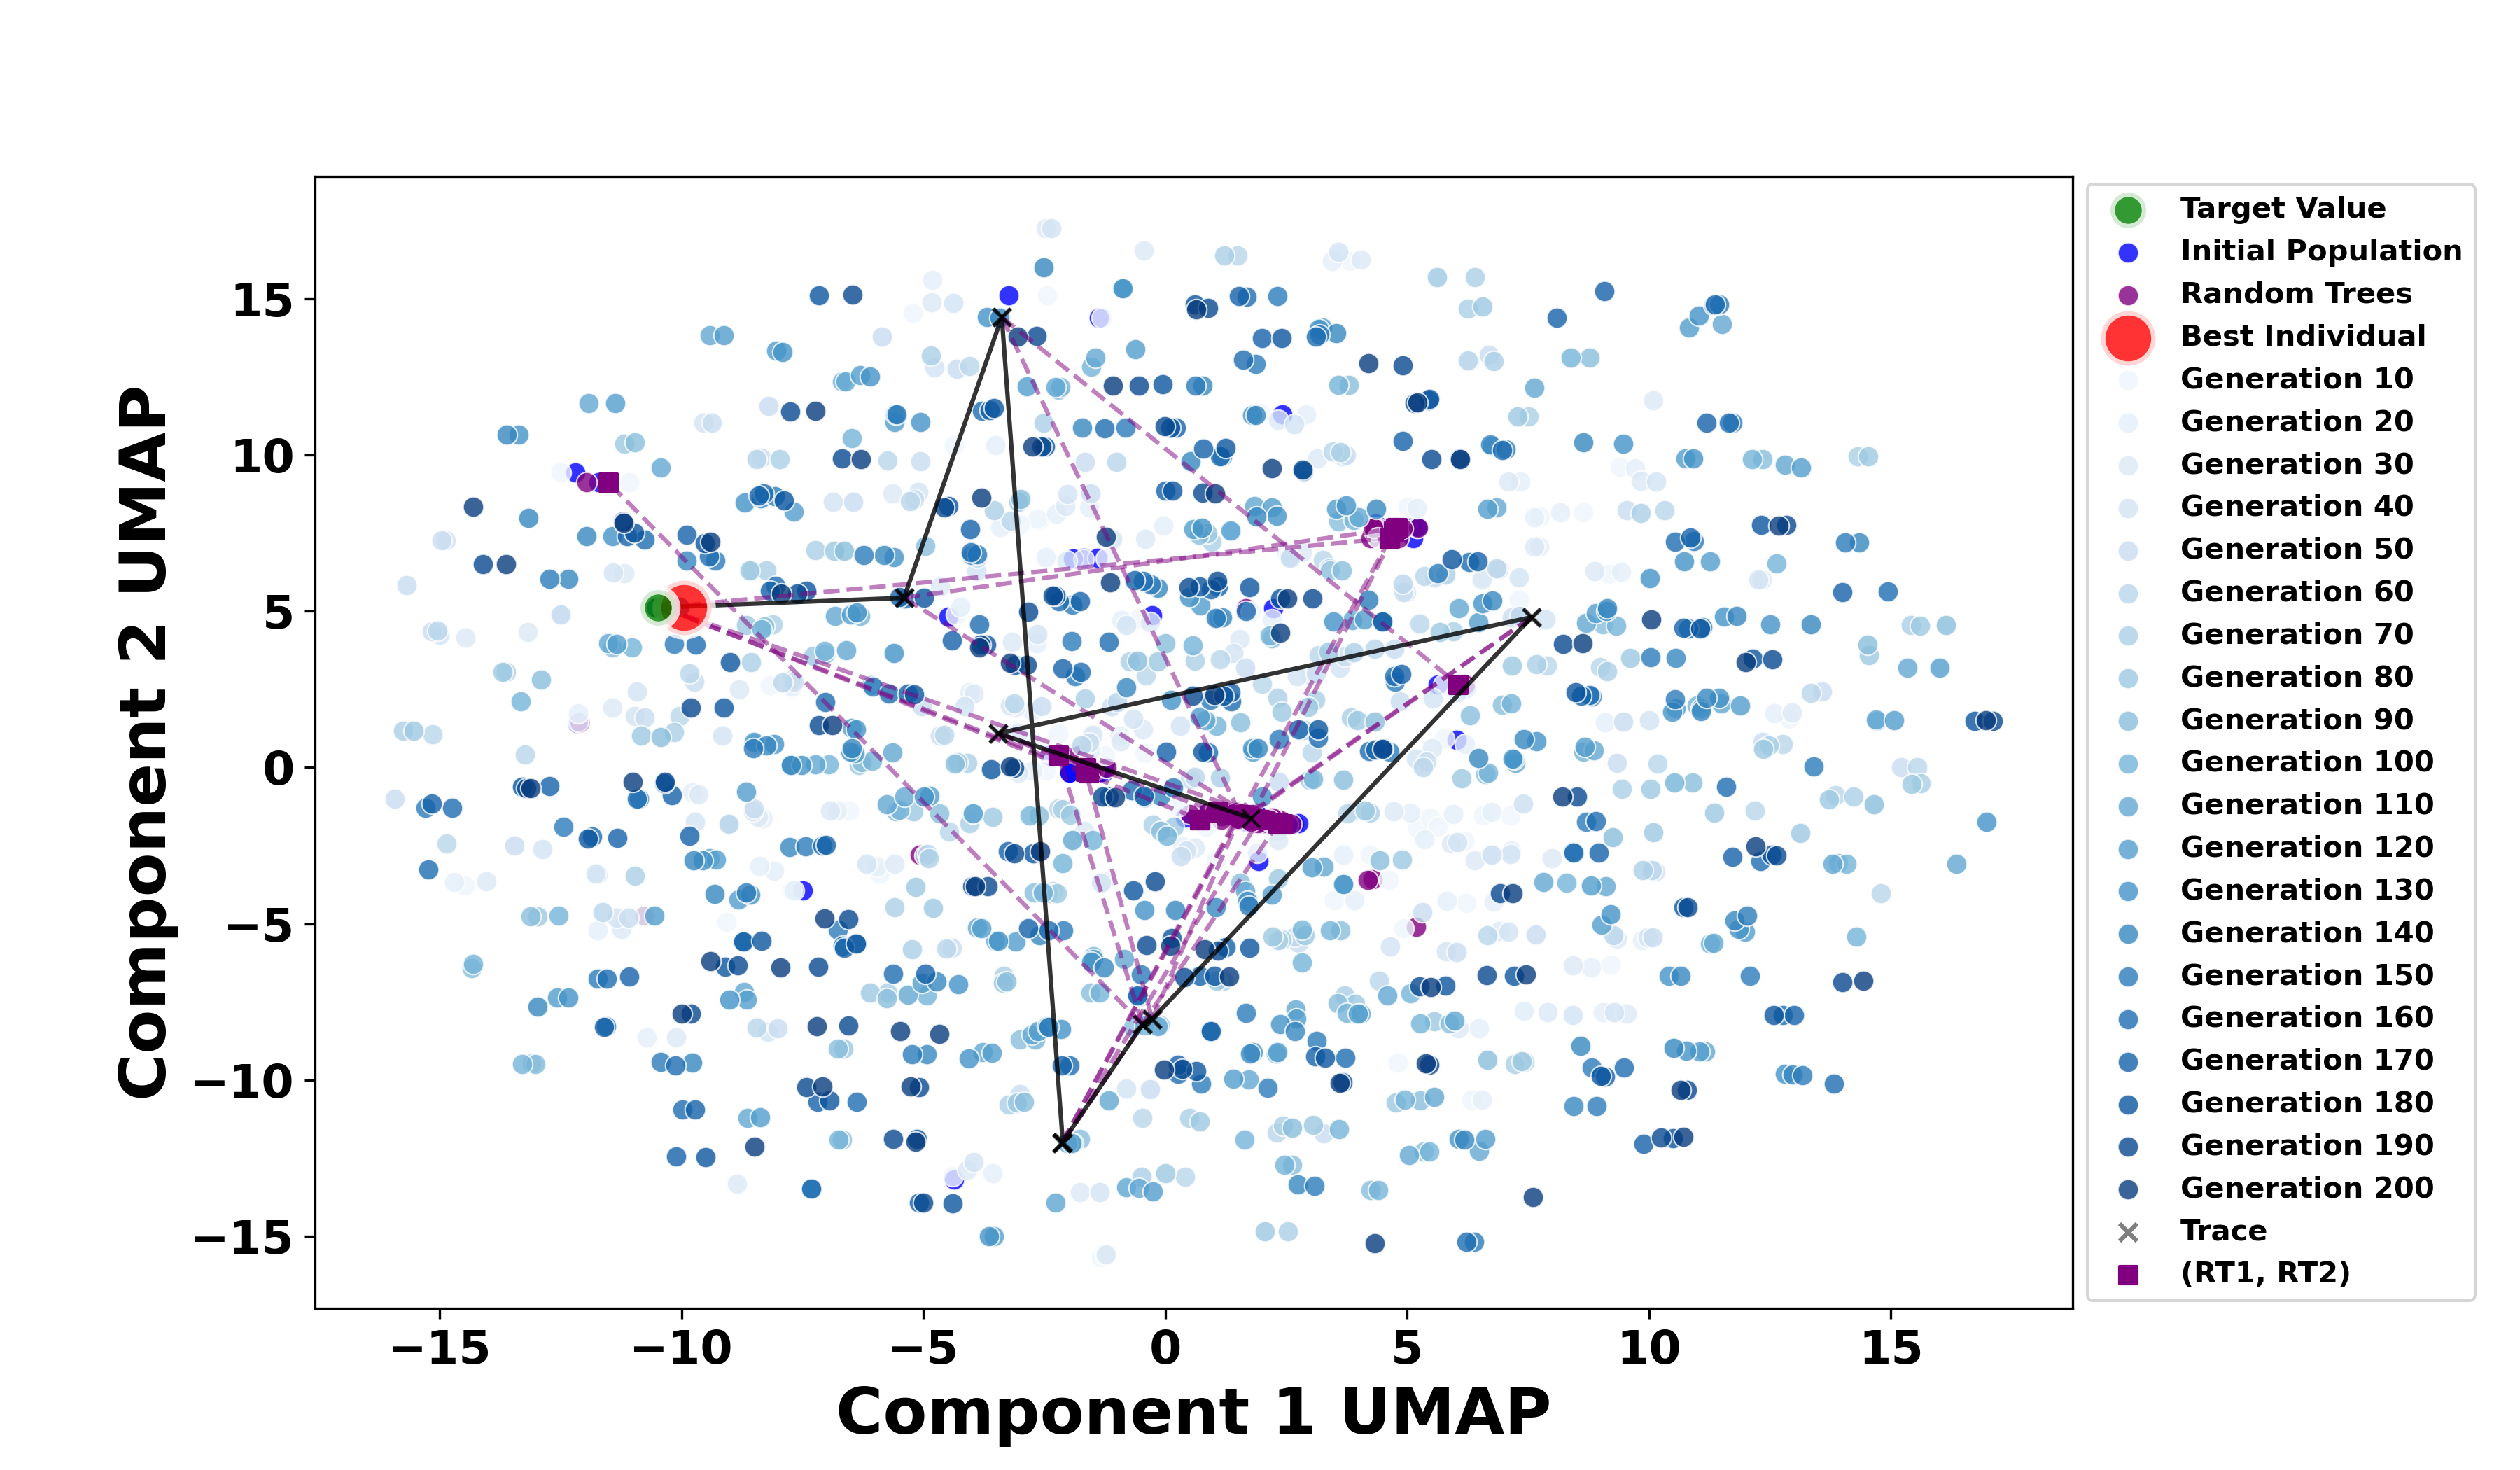 Component 2 UMAP
15
10
5
0
−5
−10
−15
−15
−10
−5
0
5
10
15
Component 1 UMAP
Target Value
Initial Population
Random Trees
Best Individual
Generation 10
Generation 20
Generation 30
Generation 40
Generation 50
Generation 60
Generation 70
Generation 80
Generation 90
Generation 100
Generation 110
Generation 120
Generation 130
Generation 140
Generation 150
Generation 160
Generation 170
Generation 180
Generation 190
Generation 200
Trace
(RT1, RT2)